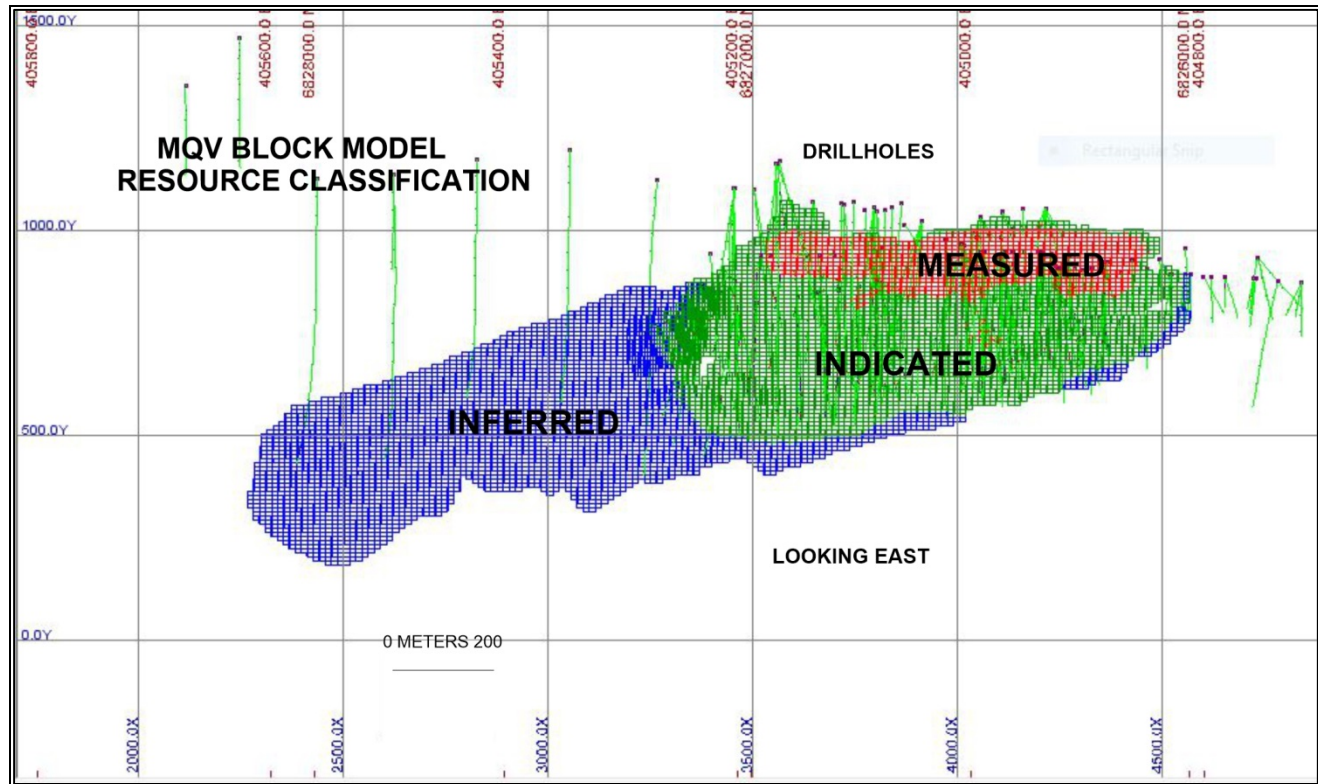 1500.0Y
405800.0 E
405600.0 E
6828000.0 N
405400.0 E
405200.0 E
6827000.0 N
405000.0 E
6826000.0 N
404800.0 E
MQV BLOCK MODEL
RESOURCE CLASSIFICATION
DRILLHOLES
Rectangular Snip
1000.0Y
MEASURED
INDICATED
INFERRED
500.0Y
LOOKING EAST
0.0Y
0 METERS 200
2000.0X
2500.0X
3000.0X
3500.0X
4000.0X
4500.0X